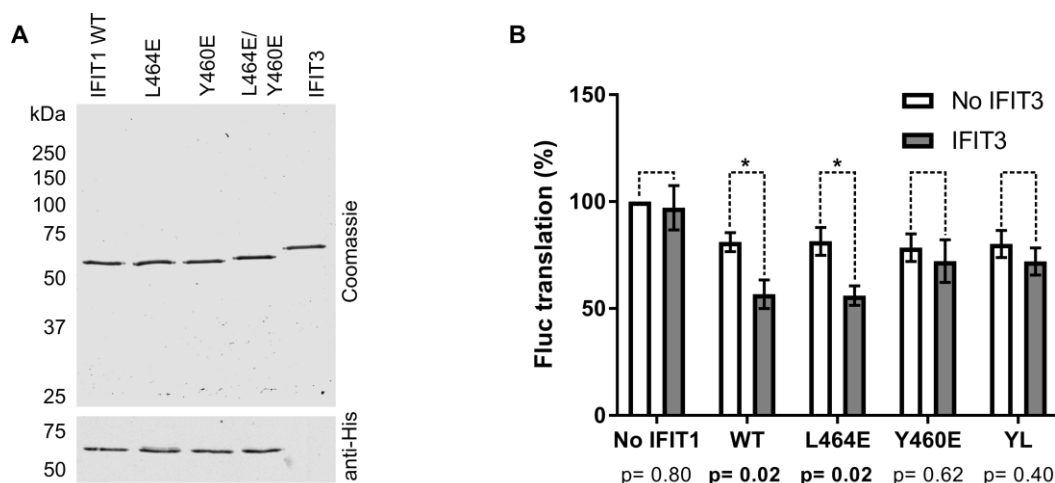 A
IFIT1 WT
L464E
Y460E
L464E/
Y460E
IFIT3
kDa
250
150
100
75
50
37
25
Coomassie
75
50
anti-His
B
Fluc translation (%)
150
100
50
0
No IFIT3
IFIT3
* *
No IFIT1 WT L464E Y460E YL
p= 0.80 p= 0.02 p= 0.02 p= 0.62 p= 0.40